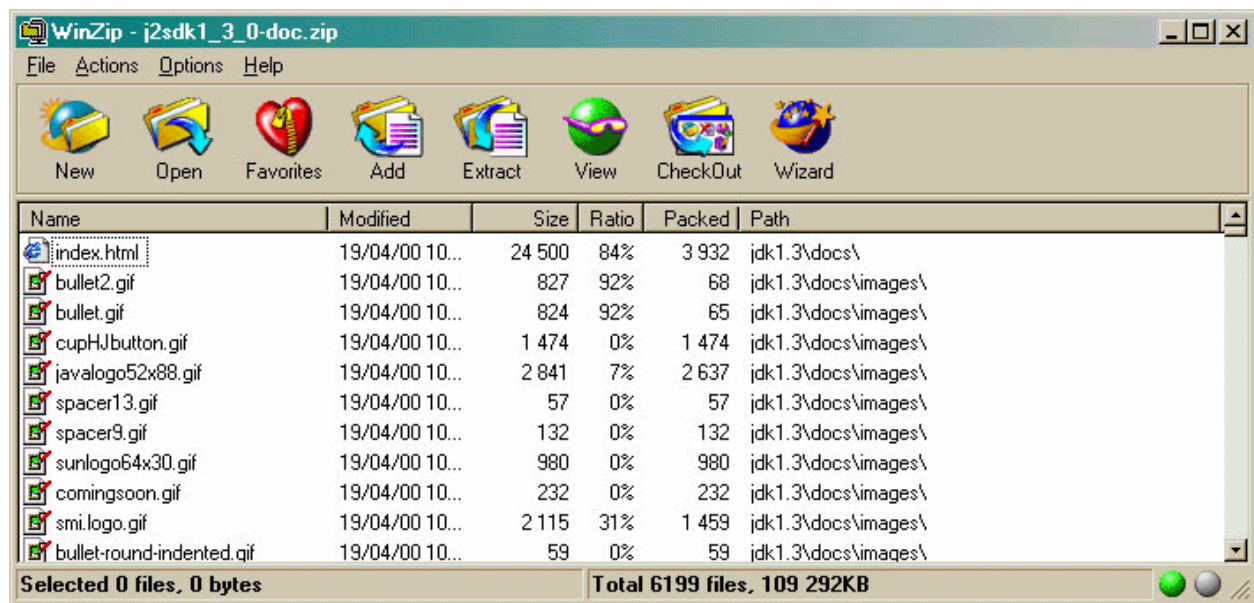 WinZip - j2sdk1_3_0-doc.zip
File Actions Options Help
New Open Favorites Add Extract View CheckOut Wizard
Name Modified Size Ratio Packed Path
index.html 19/04/00 10... 24 500 84% 3 932 jdk1.3\docs\
bullet2.gif 19/04/00 10... 827 92% 68 jdk1.3\docs\images\
bullet.gif 19/04/00 10... 824 92% 65 jdk1.3\docs\images\
cupHJbutton.gif 19/04/00 10... 1 474 0% 1 474 jdk1.3\docs\images\
javalogo52x88.gif 19/04/00 10... 2 841 7% 2 637 jdk1.3\docs\images\
spacer13.gif 19/04/00 10... 57 0% 57 jdk1.3\docs\images\
spacer9.gif 19/04/00 10... 132 0% 132 jdk1.3\docs\images\
sunlogo64x30.gif 19/04/00 10... 980 0% 980 jdk1.3\docs\images\
comingsoon.gif 19/04/00 10... 232 0% 232 jdk1.3\docs\images\
smi.logo.gif 19/04/00 10... 2 115 31% 1 459 jdk1.3\docs\images\
bullet-round-indented.gif 19/04/00 10... 59 0% 59 jdk1.3\docs\images\
Selected 0 files, 0 bytes Total 6199 files, 109 292KB